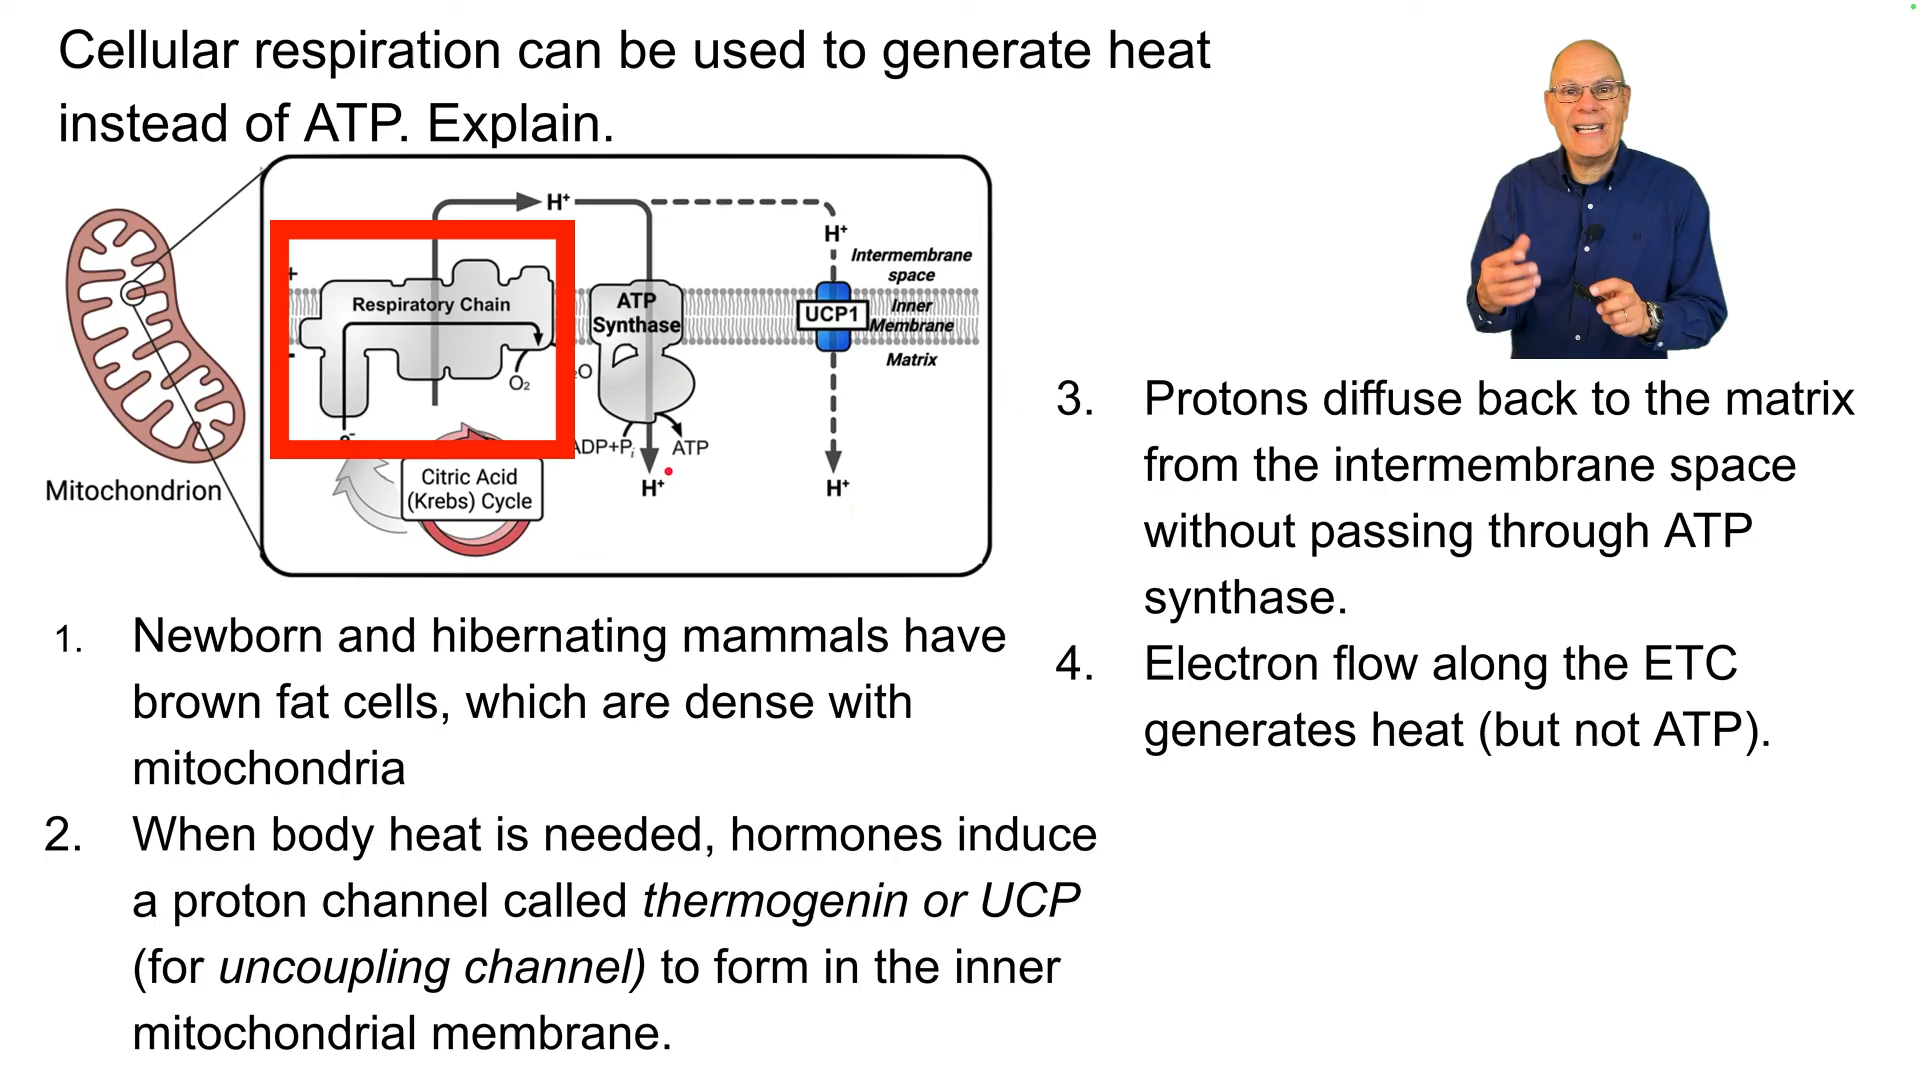 Cellular respiration can be used to generate heat
instead of ATP. Explain.
H⁺
H⁺
Intermembrane
space
+
Respiratory Chain
ATP
Synthase
UCP1
Inner
Membrane
-
Matrix
O₂
e⁻
ADP+Pᵢ
ATP
Citric Acid
(Krebs) Cycle
H⁺
H⁺
Mitochondrion
1. Newborn and hibernating mammals have
brown fat cells, which are dense with
mitochondria
2. When body heat is needed, hormones induce
a proton channel called thermogenin or UCP
(for uncoupling channel) to form in the inner
mitochondrial membrane.
3. Protons diffuse back to the matrix
from the intermembrane space
without passing through ATP
synthase.
4. Electron flow along the ETC
generates heat (but not ATP).